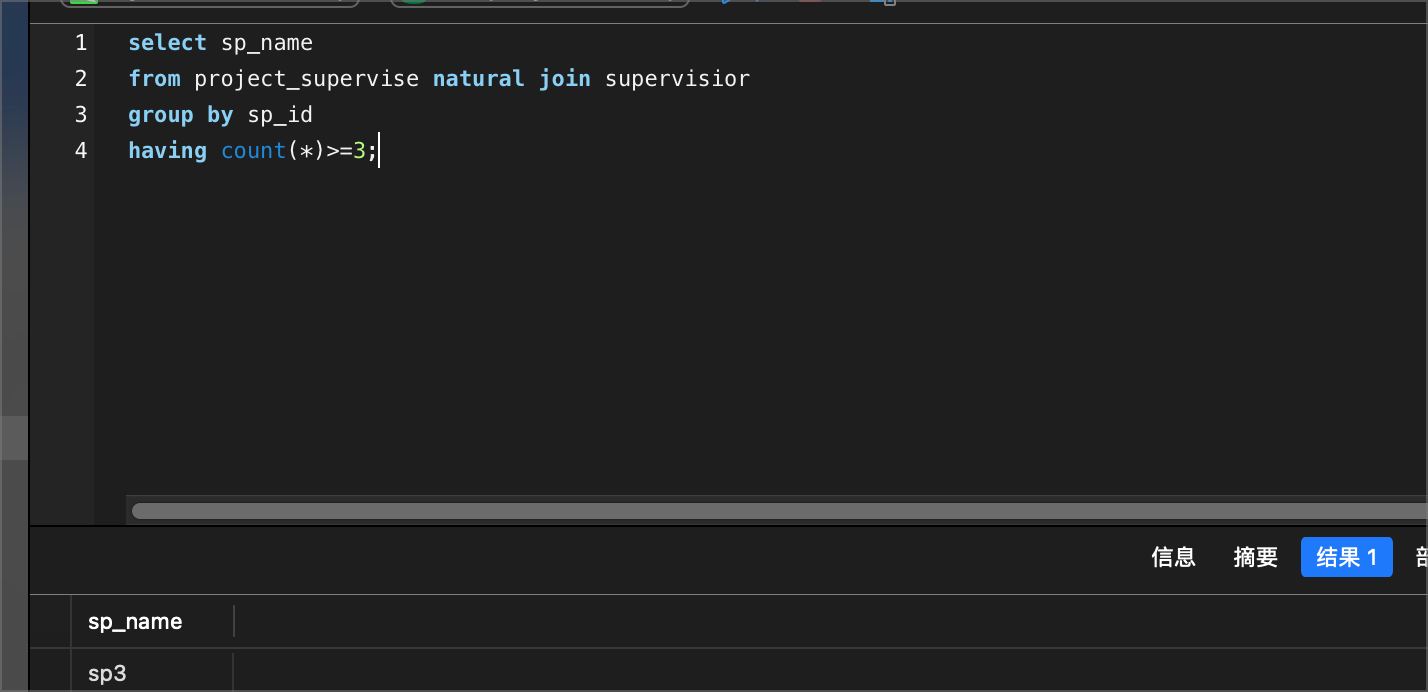 1 select sp_name
2 from project_supervise natural join supervisior
3 group by sp_id
4 having count(*)>=3;
信息 摘要 结果 1
sp_name
sp3